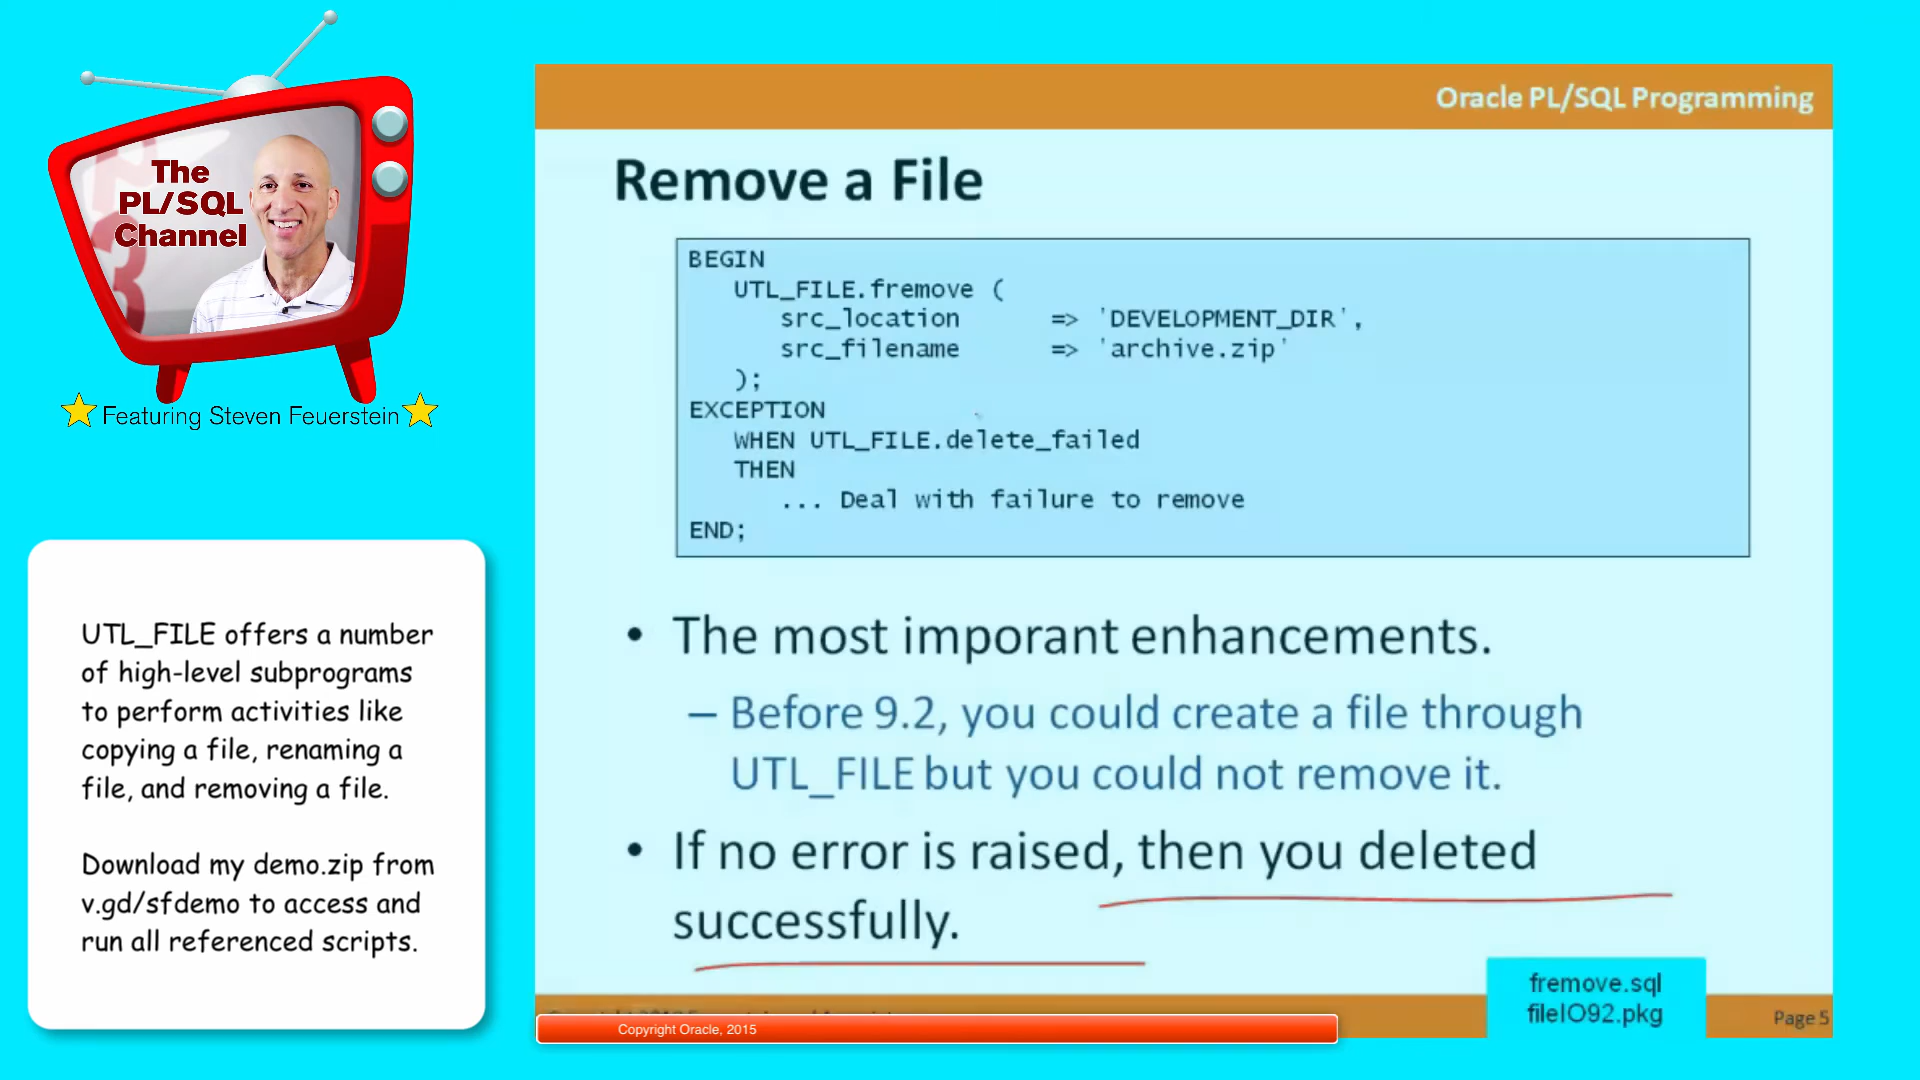 The
PL/SQL
Channel
Featuring Steven Feuerstein
UTL_FILE offers a number
of high-level subprograms
to perform activities like
copying a file, renaming a
file, and removing a file.
Download my demo.zip from
v.gd/sfdemo to access and
run all referenced scripts.
Oracle PL/SQL Programming
Remove a File
BEGIN
UTL_FILE.fremove (
src_location => 'DEVELOPMENT_DIR',
src_filename => 'archive.zip'
);
EXCEPTION
WHEN UTL_FILE.delete_failed
THEN
... Deal with failure to remove
END;
• The most imporant enhancements.
– Before 9.2, you could create a file through
UTL_FILE but you could not remove it.
• If no error is raised, then you deleted
successfully.
fremove.sql
fileIO92.pkg
Copyright Oracle, 2015
Page 5